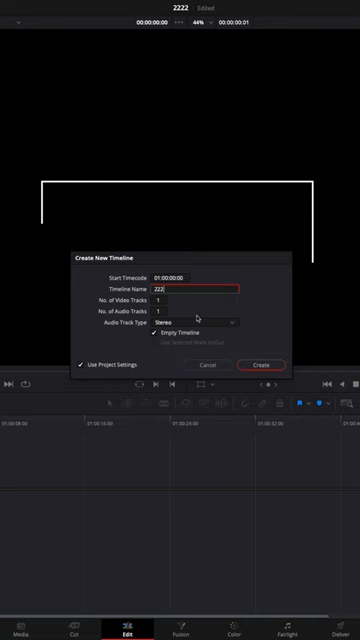 2222 Edited
00:00:00:00 ••• 44% 00:00:00:01
Create New Timeline
Start Timecode 01:00:00:00
Timeline Name 222
No. of Video Tracks 1
No. of Audio Tracks 1
Audio Track Type Stereo
Empty Timeline
Use Selected Mark In/Out
Use Project Settings Cancel Create
01:00:08:00 01:00:16:00 01:00:24:00 01:00:32:00
Media Cut Edit Fusion Color Fairlight Deliver